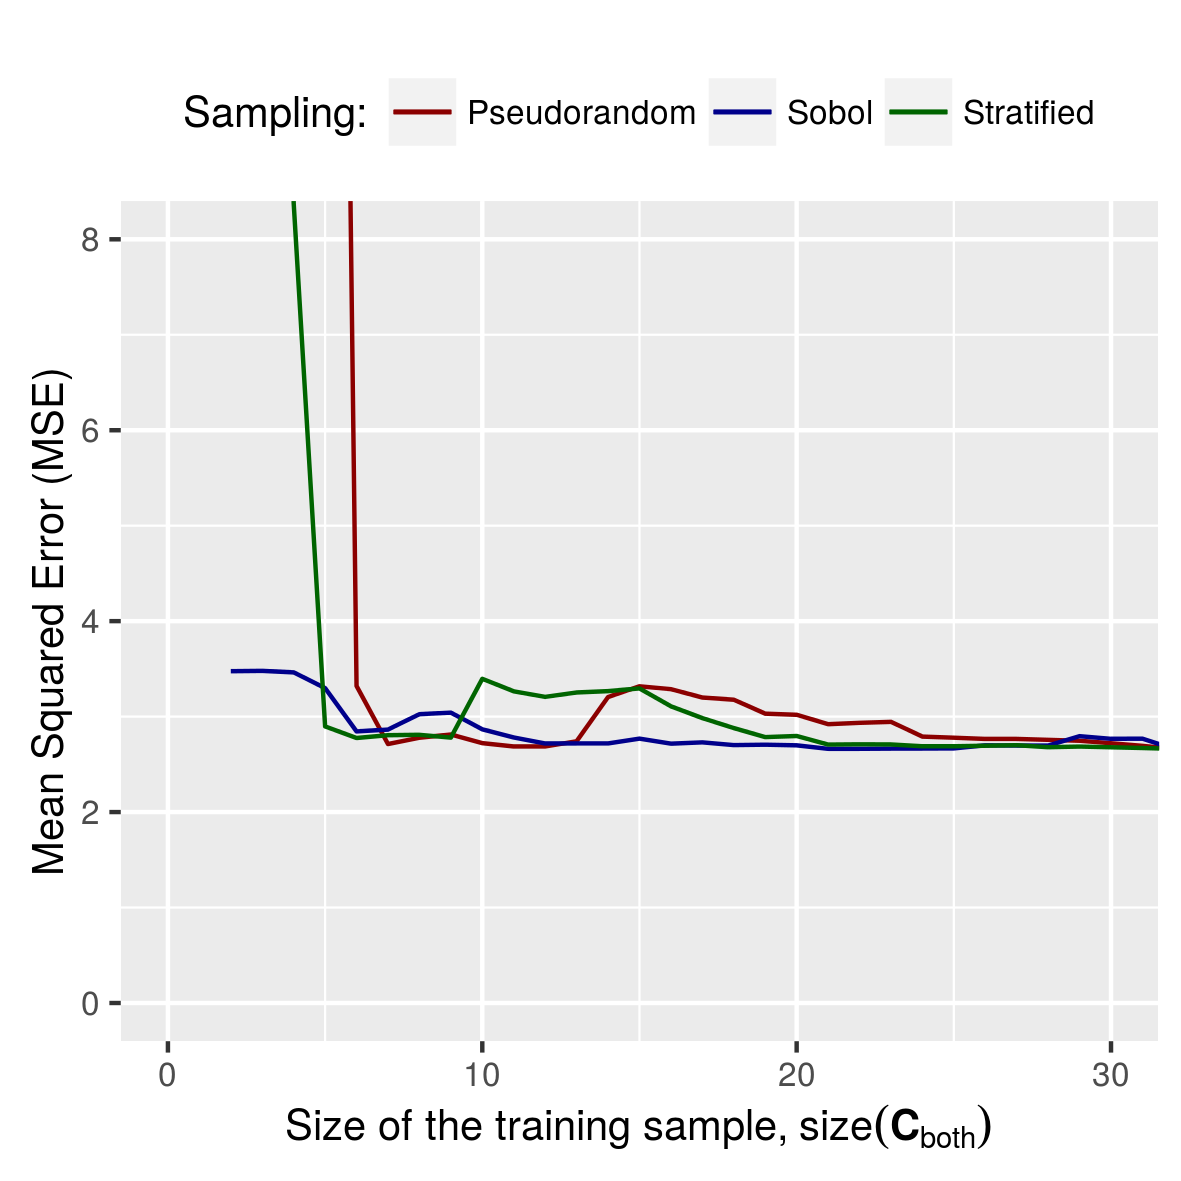 Sampling: Pseudorandom Sobol Stratified
Mean Squared Error (MSE)
8
6
4
2
0
0 10 20 30
Size of the training sample, size(C_both)